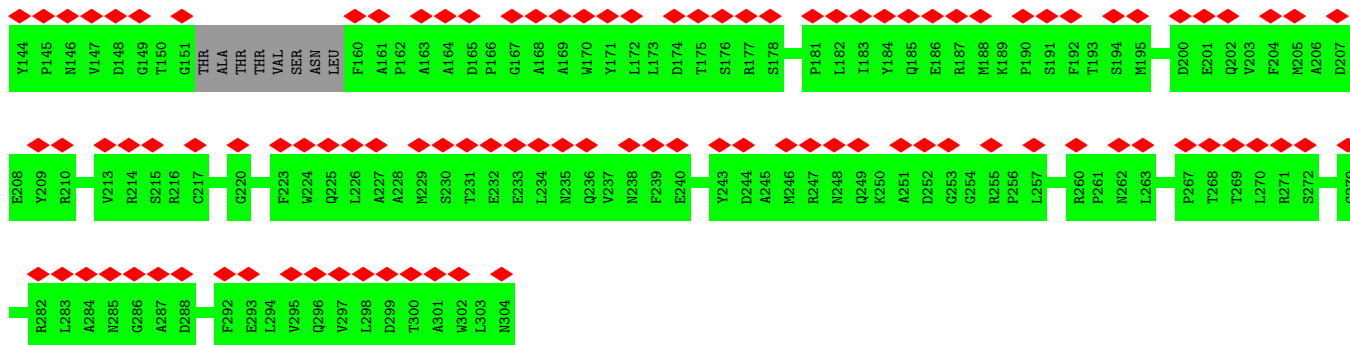 Y144 P145 N146 V147 D148 G149 T150 G151 THR ALA THR THR VAL SER ASN LEU F160 A161 P162 A163 A164 D165 P166 G167 A168 A169 W170 Y171 L172 L173 D174 T175 S176 R177 S178 P181 L182 I183 Y184 Q185 E186 R187 M188 K189 P190 S191 F192 T193 S194 M195 D200 E201 Q202 V203 F204 M205 A206 D207
E208 Y209 R210 V213 R214 S215 R216 C217 G220 F223 W224 Q225 L226 A227 A228 M229 S230 T231 E232 E233 L234 N235 Q236 V237 N238 F239 E240 Y243 D244 A245 M246 R247 N248 Q249 K250 A251 D252 G253 G254 R255 P256 L257 R260 P261 N262 L263 P267 T268 T269 L270 R271 S272
R282 L283 A284 N285 G286 A287 D288 F292 E293 L294 V295 Q296 V297 L298 D299 T300 A301 W302 L303 N304